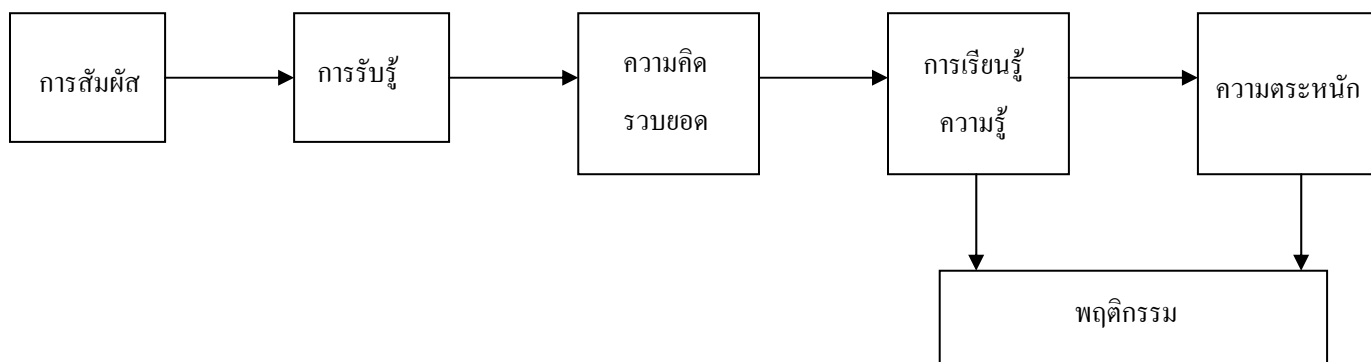 การสัมผัส
การรับรู้
ความคิด
รวบยอด
การเรียนรู้
ความรู้
ความตระหนัก
พฤติกรรม